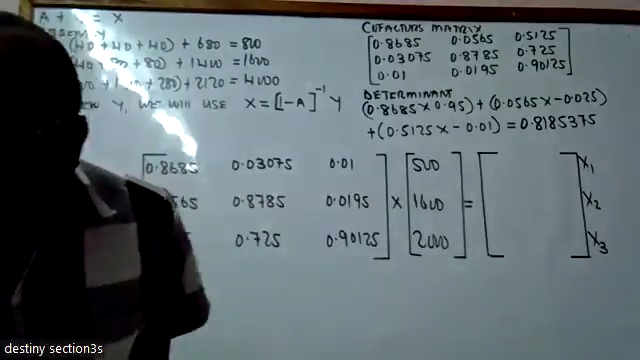 A + = X
(40+40+40) + 680 = 800
+ 80) + 1400 = 1600
+ 200) + 2120 = 4000
Y, WE WILL USE X = [I-A]⁻¹ Y
COFACTORS MATRIX
0.8685 0.0565 0.5125
0.03075 0.8785 0.725
0.01 0.0195 0.90125
DETERMINANT
(0.8685 x 0.95) + (0.0565 x -0.025)
+ (0.5125 x -0.01) = 0.8185375
0.8685 0.03075 0.01 500 X1
0.8785 0.0195 x 1600 = X2
0.725 0.90125 2000 X3
destiny section3s